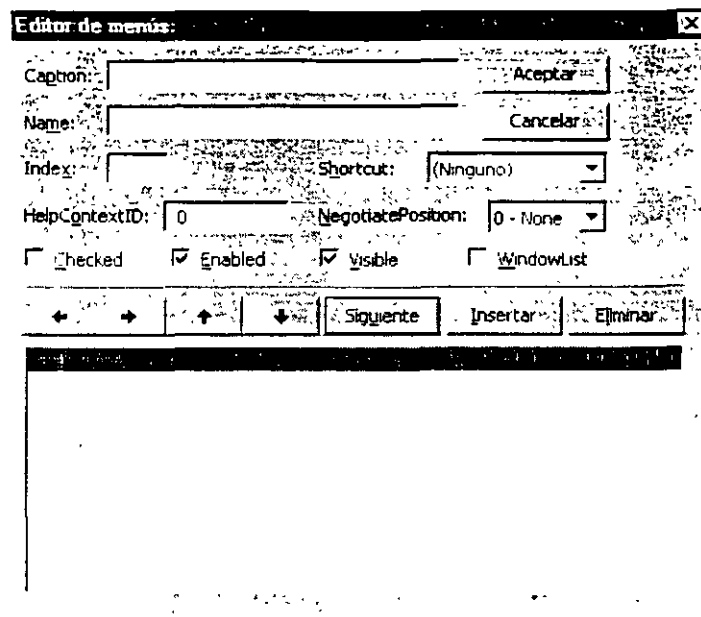 Editor de menús:
Caption:
Aceptar
Name:
Cancelar
Index:
Shortcut:
(Ninguno)
HelpContextID:
0
NegotiatePosition:
0 - None
Checked
Enabled
Visible
WindowList
Siguiente
Insertar
Eliminar